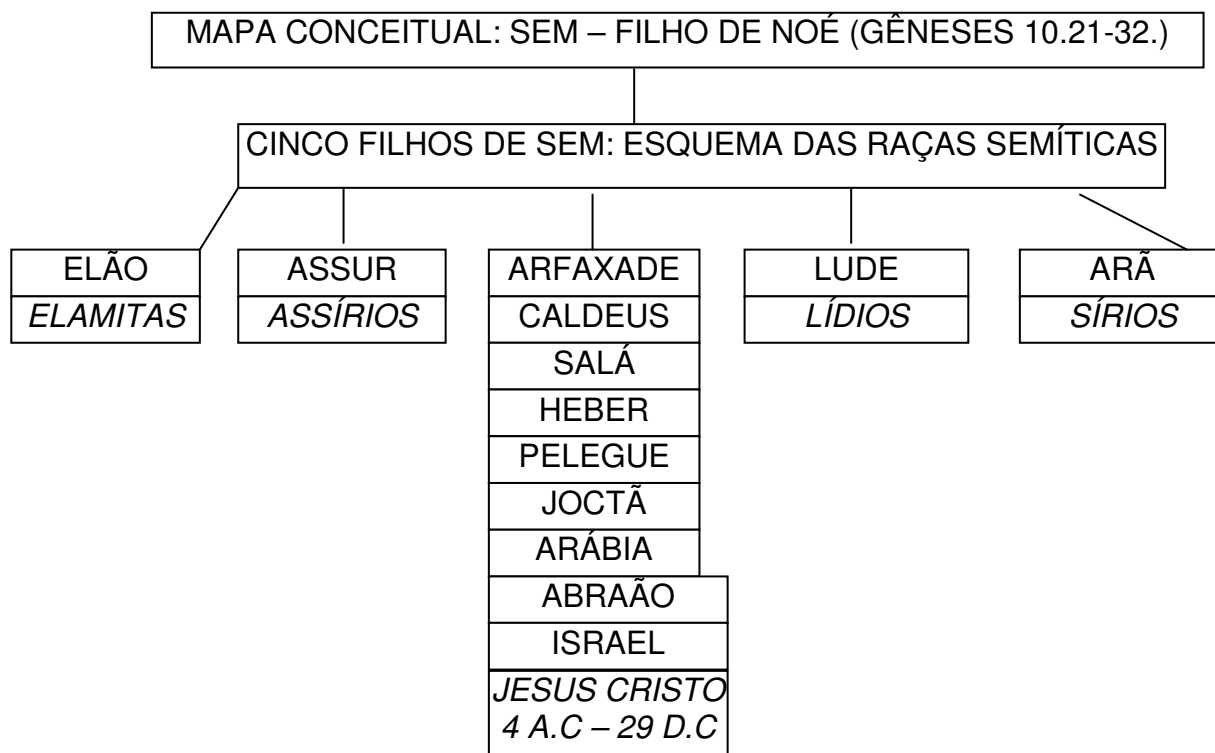 MAPA CONCEITUAL: SEM – FILHO DE NOÉ (GÊNESES 10.21-32.)
CINCO FILHOS DE SEM: ESQUEMA DAS RAÇAS SEMÍTICAS
ELÃO
ELAMITAS
ASSUR
ASSÍRIOS
ARFAXADE
CALDEUS
SALÁ
HEBER
PELEGUE
JOCTÃ
ARÁBIA
ABRAÃO
ISRAEL
JESUS CRISTO
4 A.C – 29 D.C
LUDE
LÍDIOS
ARÃ
SÍRIOS